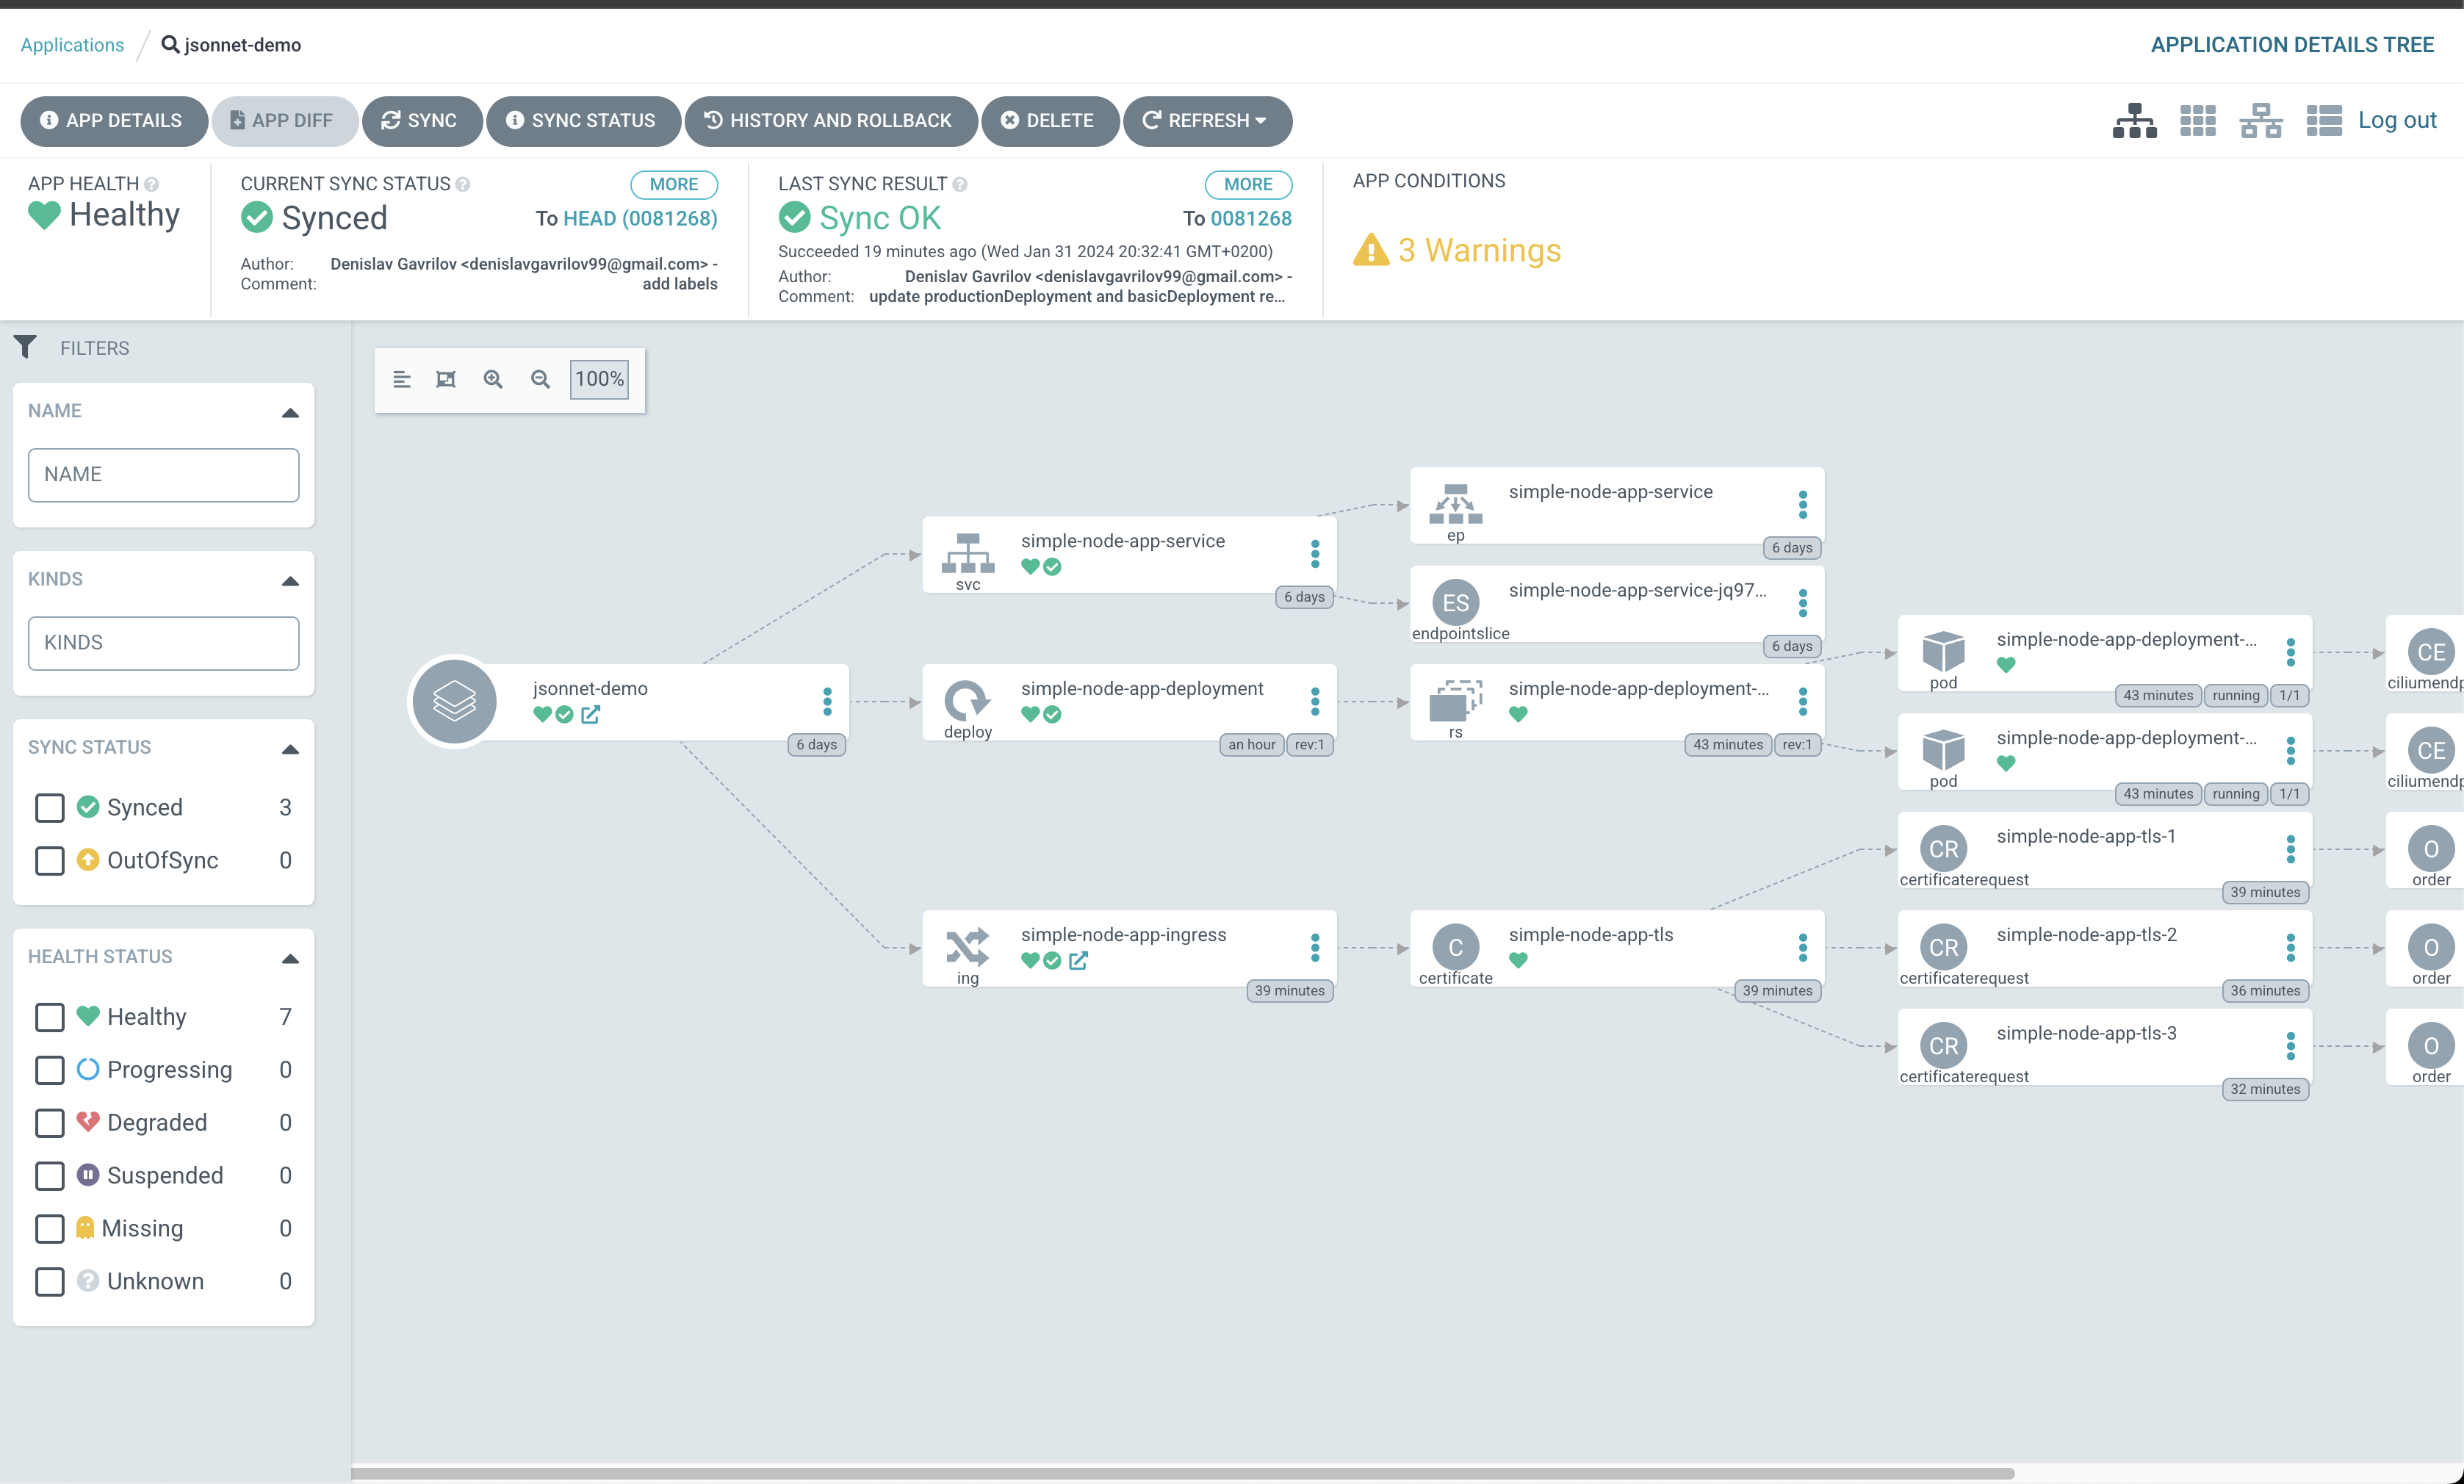 Applications / jsonnet-demo
APPLICATION DETAILS TREE
APP DETAILS
APP DIFF
SYNC
SYNC STATUS
HISTORY AND ROLLBACK
DELETE
REFRESH
Log out
APP HEALTH
Healthy
CURRENT SYNC STATUS
MORE
Synced
To HEAD (0081268)
Author: Denislav Gavrilov <denislavgavrilov99@gmail.com> -
Comment: add labels
LAST SYNC RESULT
MORE
Sync OK
To 0081268
Succeeded 19 minutes ago (Wed Jan 31 2024 20:32:41 GMT+0200)
Author: Denislav Gavrilov <denislavgavrilov99@gmail.com> -
Comment: update productionDeployment and basicDeployment re...
APP CONDITIONS
3 Warnings
FILTERS
NAME
NAME
KINDS
KINDS
SYNC STATUS
Synced 3
OutOfSync 0
HEALTH STATUS
Healthy 7
Progressing 0
Degraded 0
Suspended 0
Missing 0
Unknown 0
100%
jsonnet-demo
6 days
simple-node-app-service
svc
6 days
simple-node-app-deployment
deploy
an hour rev:1
simple-node-app-ingress
ing
39 minutes
simple-node-app-service
ep
6 days
ES
simple-node-app-service-jq97...
endpointslice
6 days
simple-node-app-deployment-...
rs
43 minutes rev:1
C
simple-node-app-tls
certificate
39 minutes
simple-node-app-deployment-...
pod
43 minutes running 1/1
simple-node-app-deployment-...
pod
43 minutes running 1/1
CR
simple-node-app-tls-1
certificaterequest
39 minutes
CR
simple-node-app-tls-2
certificaterequest
36 minutes
CR
simple-node-app-tls-3
certificaterequest
32 minutes
CE
CE
O
order
O
order
O
order